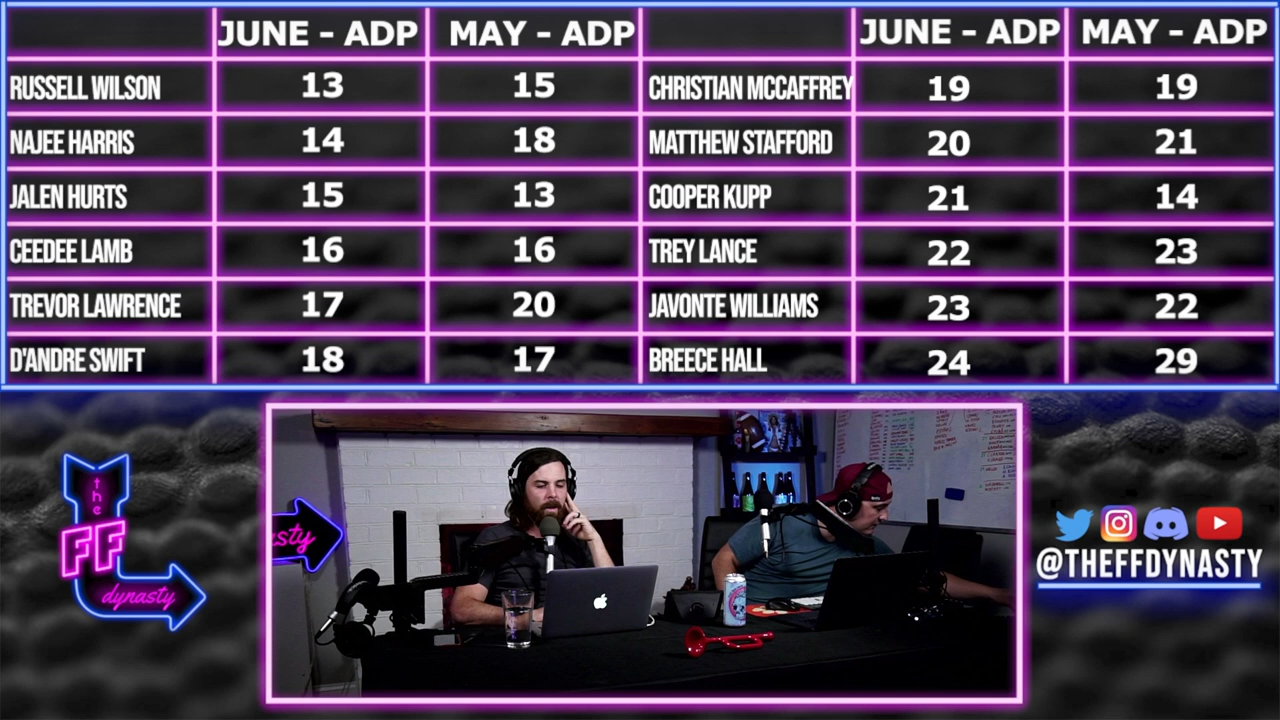 JUNE - ADP MAY - ADP JUNE - ADP MAY - ADP
RUSSELL WILSON 13 15 CHRISTIAN MCCAFFREY 19 19
NAJEE HARRIS 14 18 MATTHEW STAFFORD 20 21
JALEN HURTS 15 13 COOPER KUPP 21 14
CEEDEE LAMB 16 16 TREY LANCE 22 23
TREVOR LAWRENCE 17 20 JAVONTE WILLIAMS 23 22
D'ANDRE SWIFT 18 17 BREECE HALL 24 29
the
FF
dynasty
asty
@THEFFDYNASTY